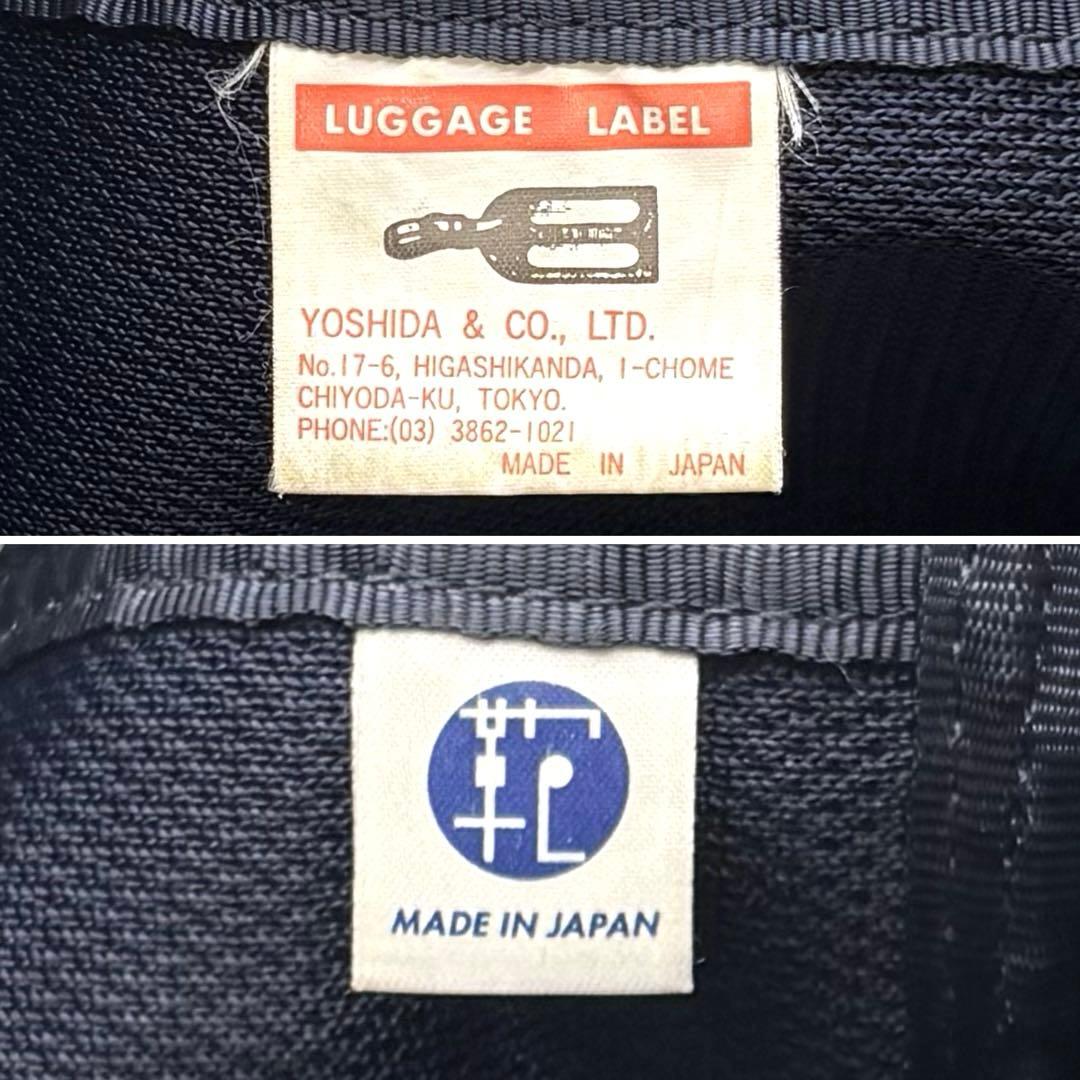 LUGGAGE LABEL
YOSHIDA & CO., LTD.
No.17-6, HIGASHIKANDA, 1-CHOME
CHIYODA-KU, TOKYO.
PHONE:(03) 3862-1021
MADE IN JAPAN
鞄
MADE IN JAPAN